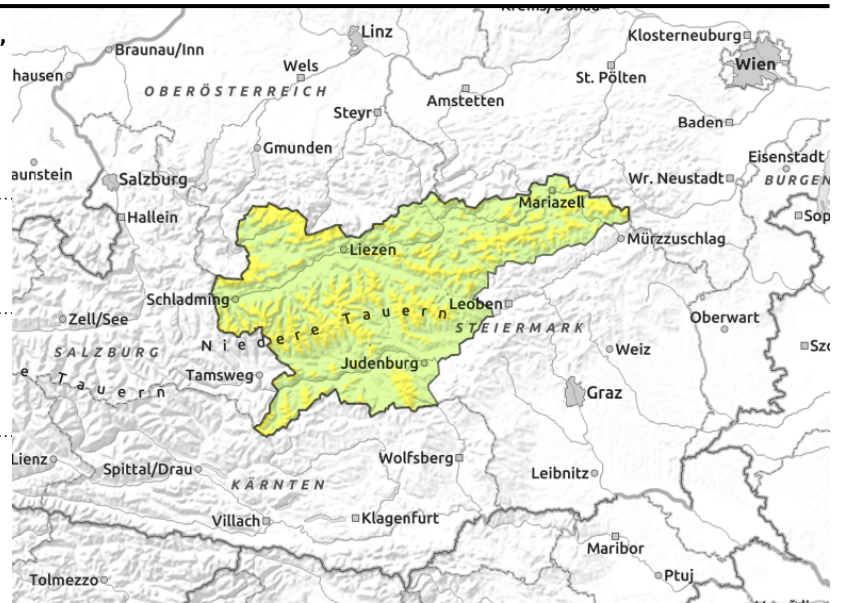 Krems/Donau
,
Linz
Braunau/Inn
Klosterneuburg
Wien
Wels
hausen
St. Pölten
OBERÖSTERREICH
Amstetten
Steyr
Baden
Gmunden
Eisenstadt
aunstein
Salzburg
Wr. Neustadt
BURGEN
Mariazell
Hallein
Sop
Mürzzuschlag
Liezen
Schladming
Leoben
Zell/See
Niedere Tauern
STEIERMARK
Oberwart
SALZBURG
Weiz
Szo
Judenburg
Tamsweg
e Tauern
Graz
Lienz
Wolfsberg
Spittal/Drau
Leibnitz
KÄRNTEN
Villach
Klagenfurt
Maribor
Tolmezzo
Ptuj